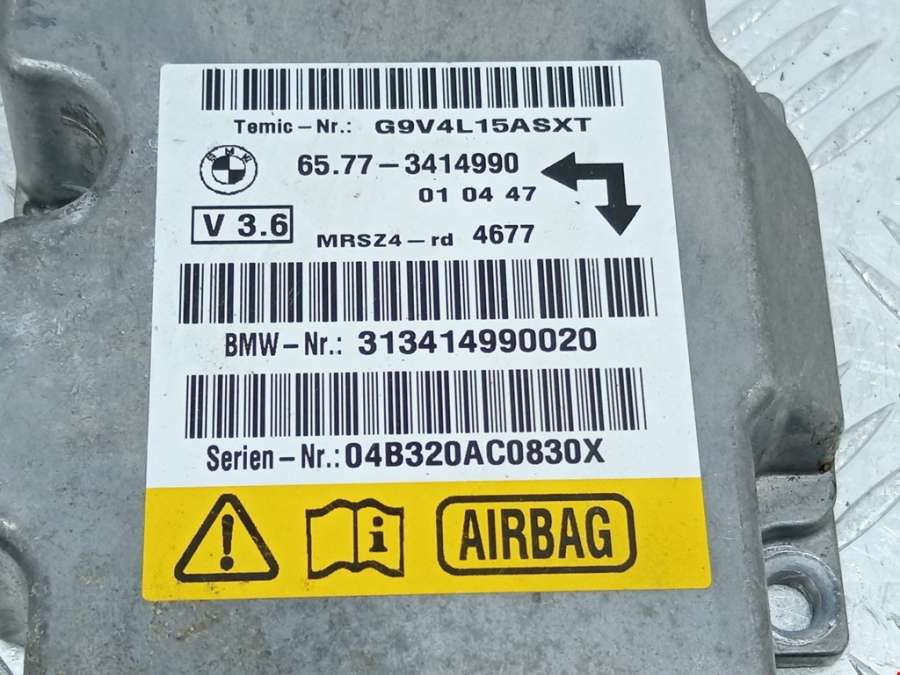 Temic-Nr.: G9V4L15ASXT
BMW
65.77-3414990
01 04 47
V 3.6
MRSZ4-rd 4677
BMW-Nr.: 313414990020
Serien-Nr.: 04B320AC0830X
AIRBAG